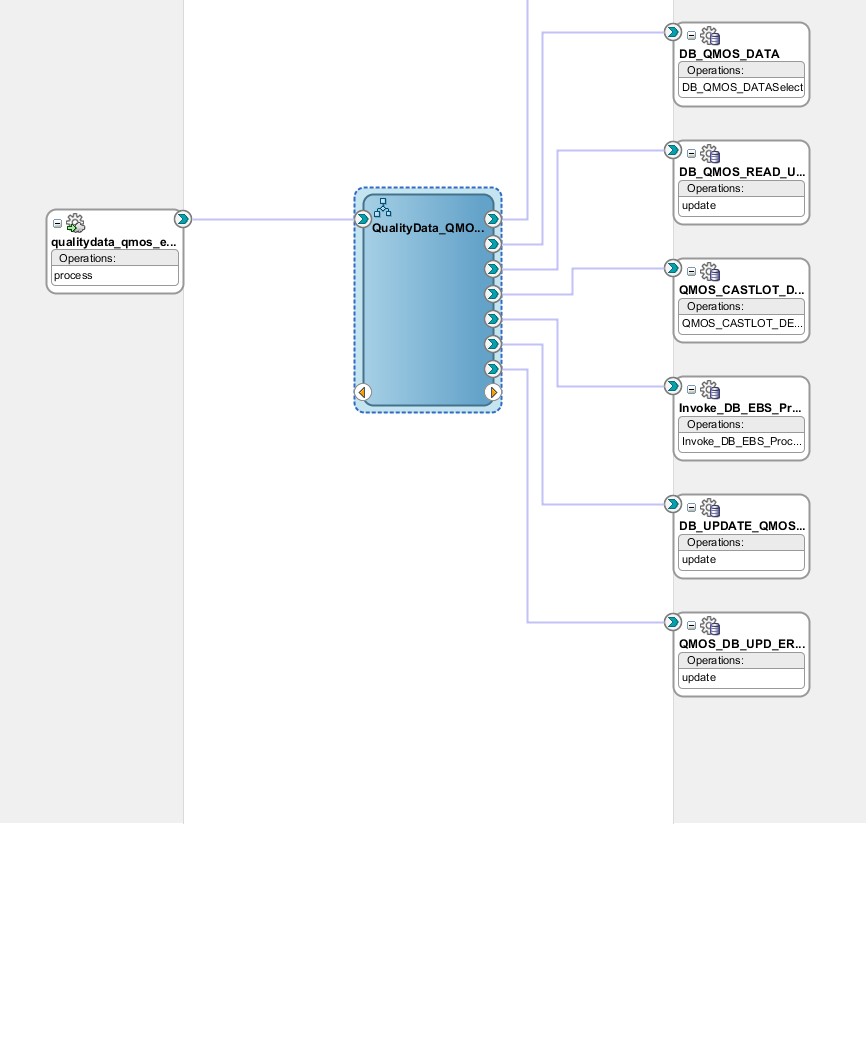 DB_QMOS_DATA
Operations:
DB_QMOS_DATASelect
DB_QMOS_READ_U...
Operations:
update
qualitydata_qmos_e...
Operations:
process
QualityData_QMO...
QMOS_CASTLOT_D...
Operations:
QMOS_CASTLOT_DE...
Invoke_DB_EBS_Pr...
Operations:
Invoke_DB_EBS_Proc...
DB_UPDATE_QMOS...
Operations:
update
QMOS_DB_UPD_ER...
Operations:
update